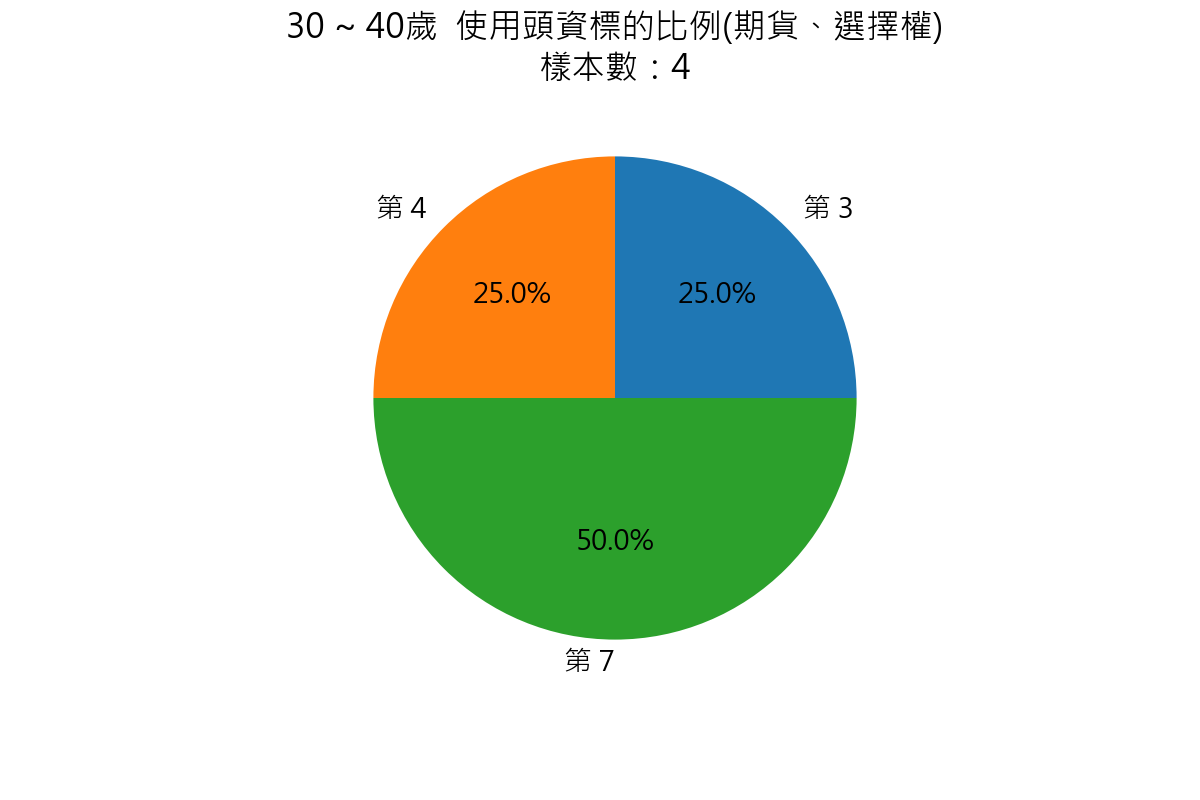 30 ~ 40歲  使用頭資標的比例(期貨、選擇權)
樣本數：4
第 4
第 3
25.0%
25.0%
50.0%
第 7